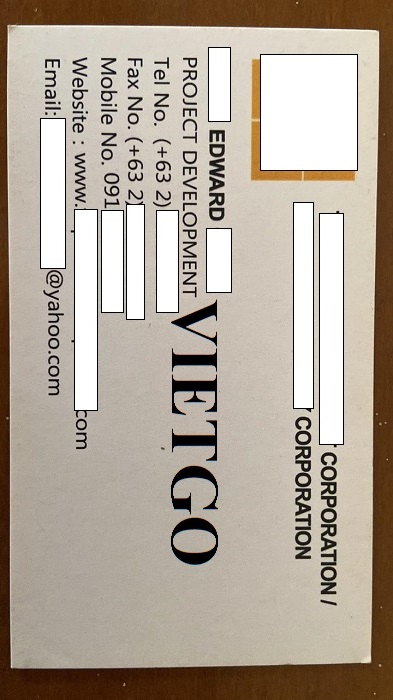 CORPORATION /
CORPORATION
EDWARD
PROJECT DEVELOPMENT
Tel No. (+63 2)
Fax No. (+63 2)
Mobile No. 091
Website : www. com
Email: @yahoo.com
VIETGO